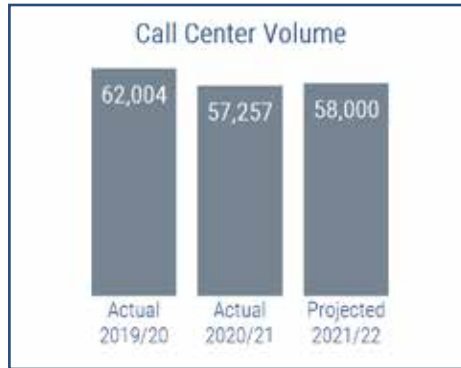 Call Center Volume
62,004
57,257
58,000
Actual
2019/20
Actual
2020/21
Projected
2021/22